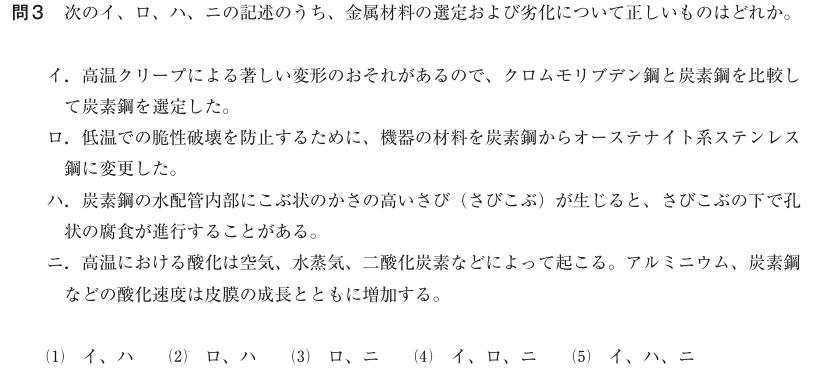 問3 次のイ、ロ、ハ、ニの記述のうち、金属材料の選定および劣化について正しいものはどれか。
イ．高温クリープによる著しい変形のおそれがあるので、クロムモリブデン鋼と炭素鋼を比較し
て炭素鋼を選定した。
ロ．低温での脆性破壊を防止するために、機器の材料を炭素鋼からオーステナイト系ステンレス
鋼に変更した。
ハ．炭素鋼の水配管内部にこぶ状のかさの高いさび（さびこぶ）が生じると、さびこぶの下で孔
状の腐食が進行することがある。
ニ．高温における酸化は空気、水蒸気、二酸化炭素などによって起こる。アルミニウム、炭素鋼
などの酸化速度は皮膜の成長とともに増加する。
(1) イ、ハ (2) ロ、ハ (3) ロ、ニ (4) イ、ロ、ニ (5) イ、ハ、ニ